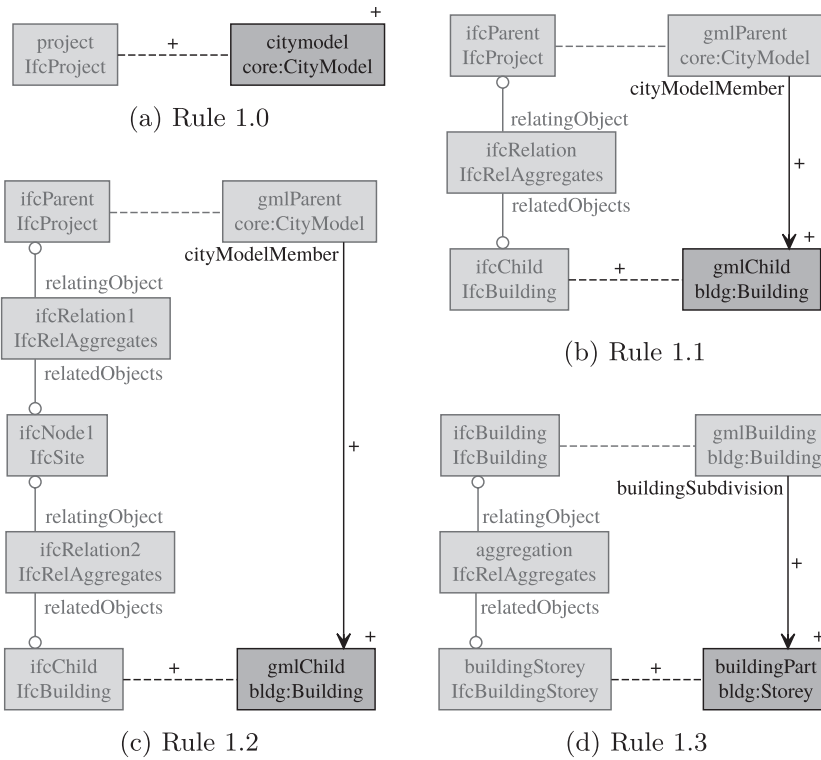 +
project
IfcProject
+
citymodel
core:CityModel
(a) Rule 1.0
ifcParent
IfcProject
gmlParent
core:CityModel
cityModelMember
relatingObject
ifcRelation
IfcRelAggregates
+
relatedObjects
+
ifcChild
IfcBuilding
+
gmlChild
bldg:Building
(b) Rule 1.1
ifcParent
IfcProject
gmlParent
core:CityModel
cityModelMember
relatingObject
ifcRelation1
IfcRelAggregates
relatedObjects
ifcNode1
IfcSite
+
relatingObject
ifcRelation2
IfcRelAggregates
relatedObjects
+
ifcChild
IfcBuilding
+
gmlChild
bldg:Building
(c) Rule 1.2
ifcBuilding
IfcBuilding
gmlBuilding
bldg:Building
buildingSubdivision
relatingObject
aggregation
IfcRelAggregates
+
relatedObjects
+
buildingStorey
IfcBuildingStorey
+
buildingPart
bldg:Storey
(d) Rule 1.3